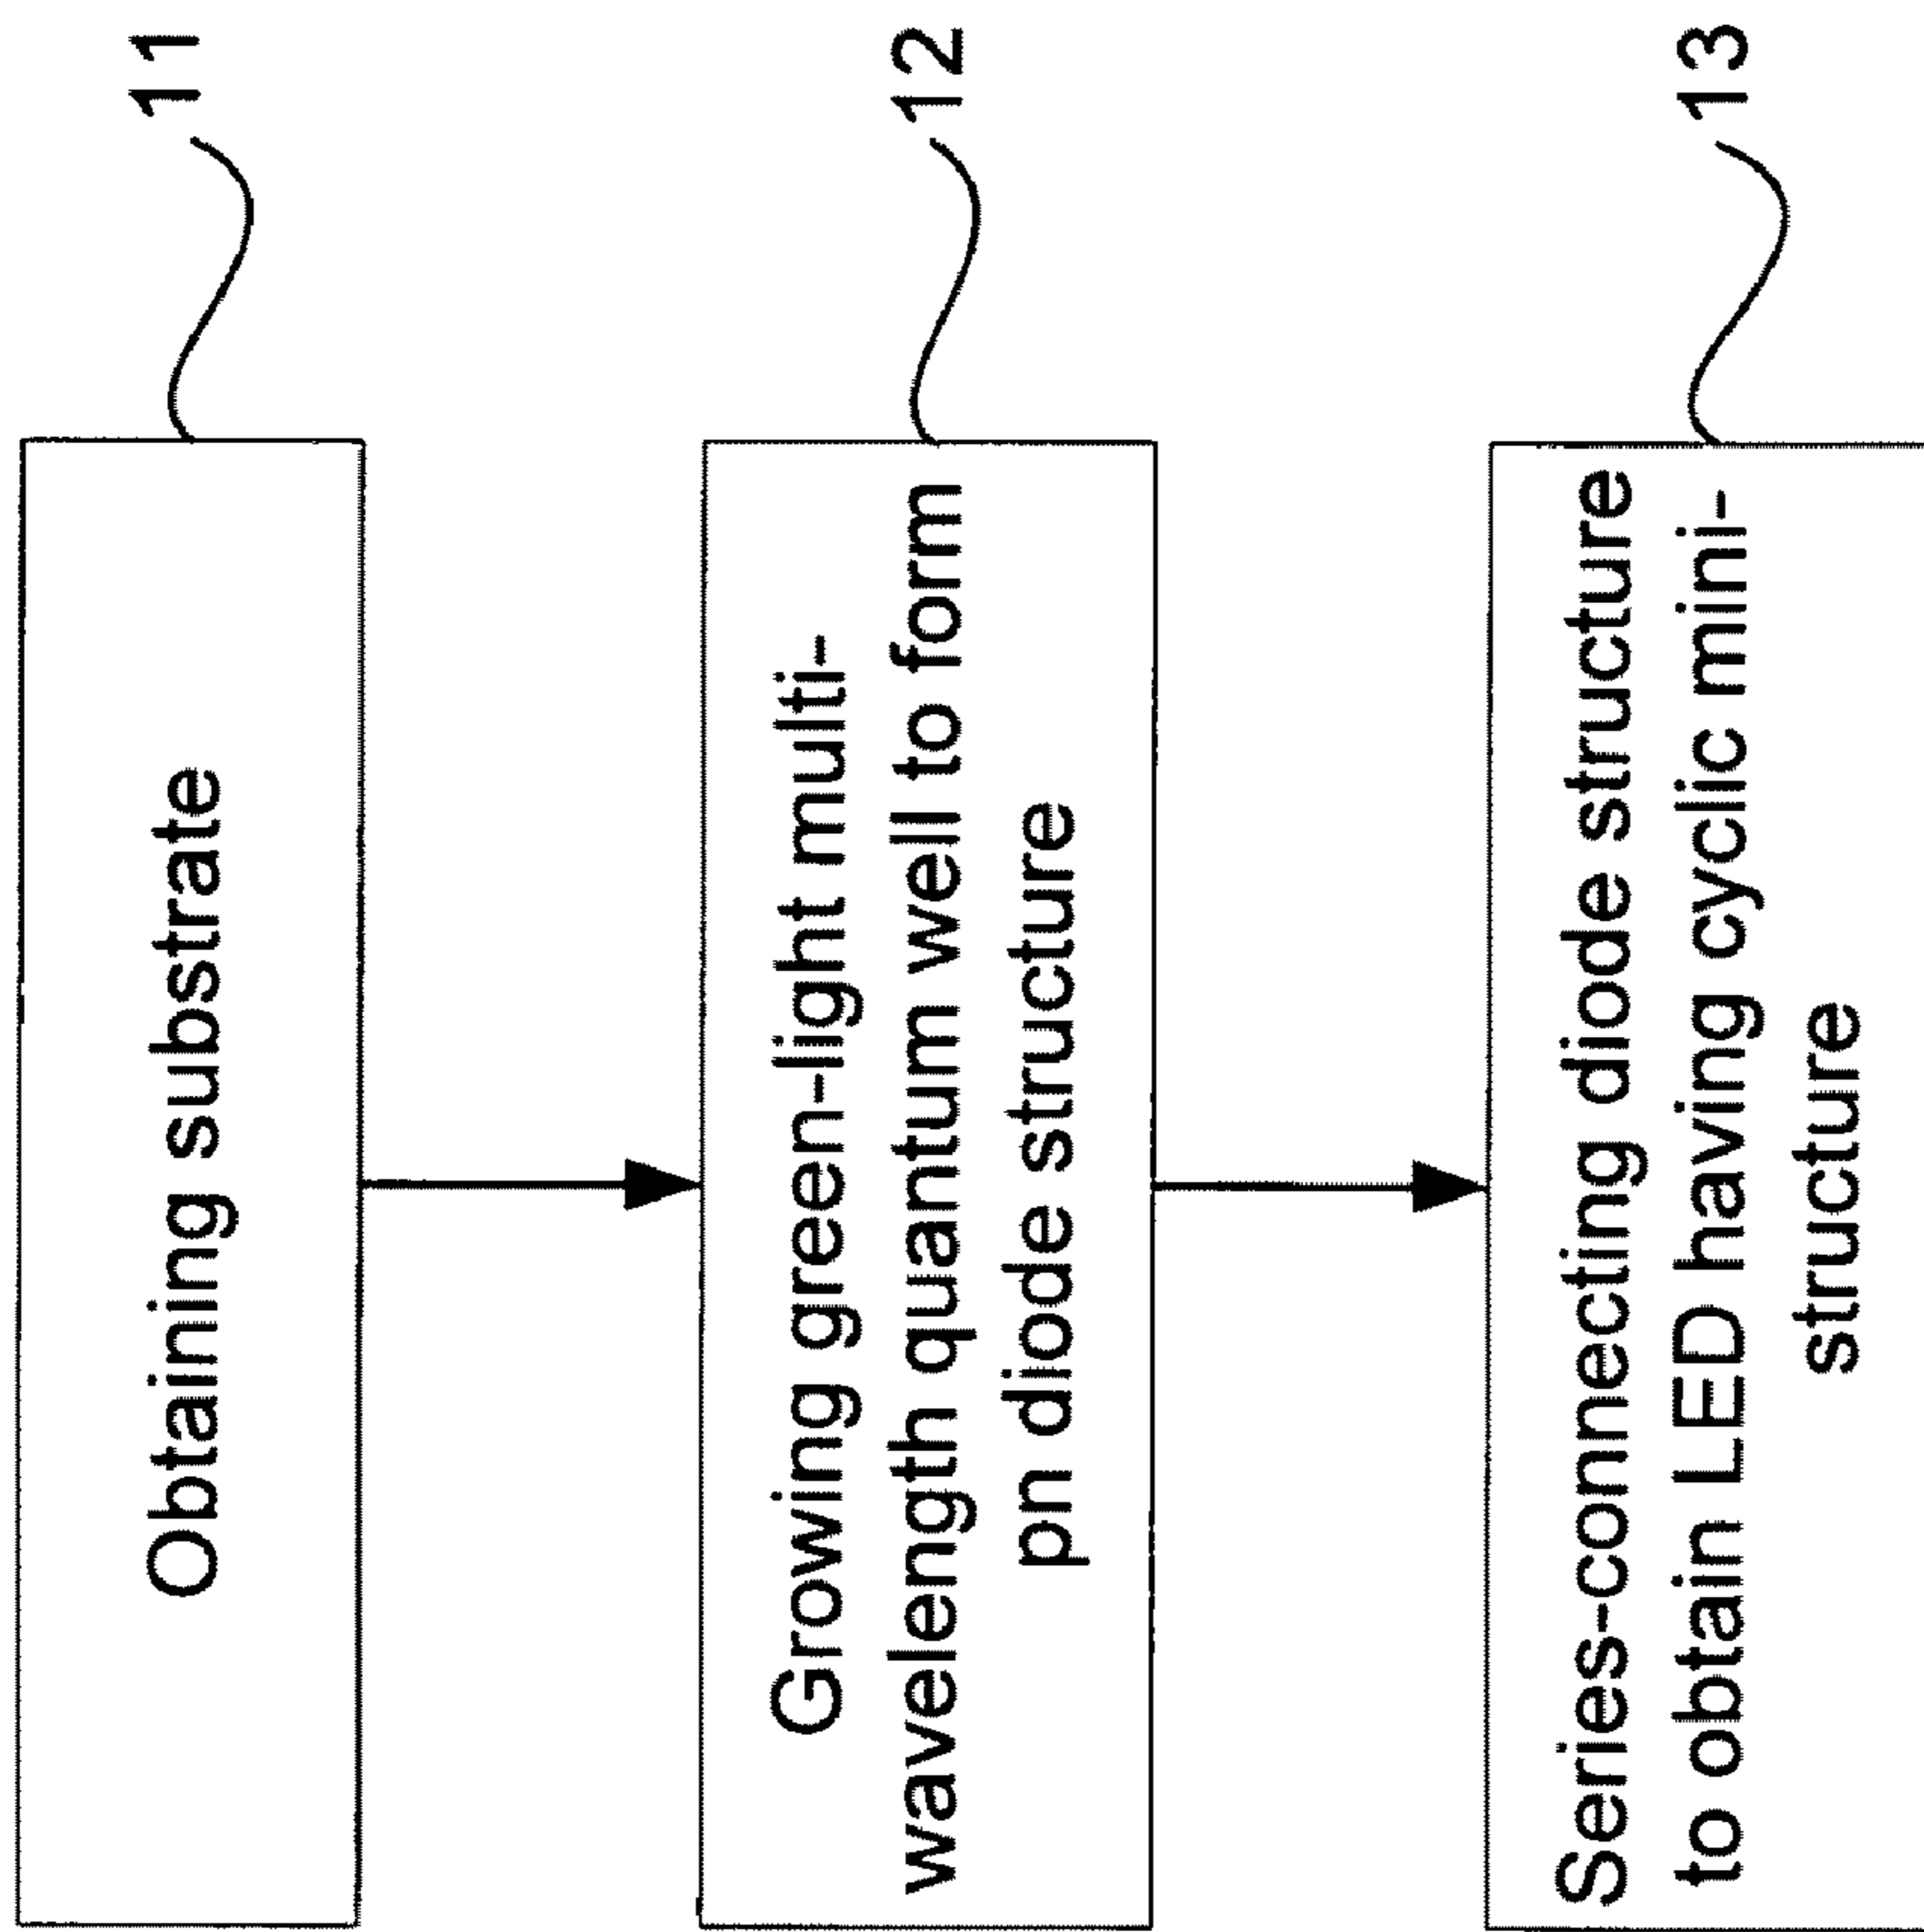 Obtaining substrate
11
Growing green-light multi-
wavelength quantum well to form
pn diode structure
12
Series-connecting diode structure
to obtain LED having cyclic mini-
structure
13